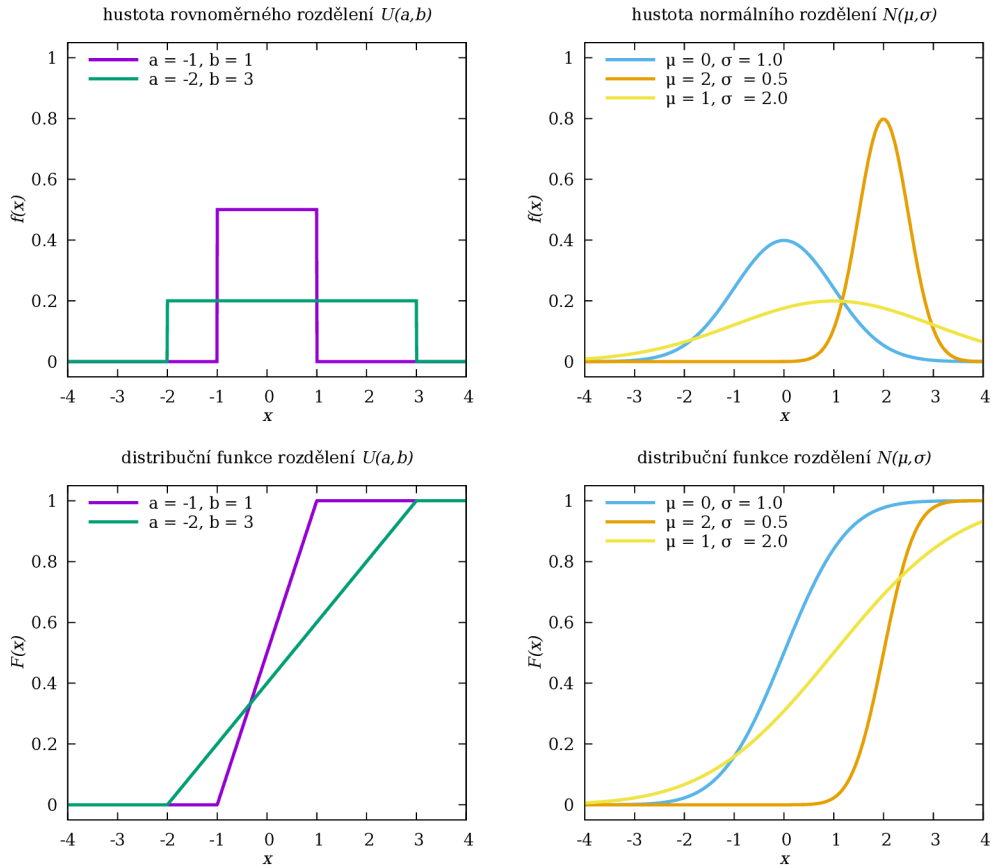 hustota rovnoměrného rozdělení U(a,b)
a = -1, b = 1
a = -2, b = 3
1
0.8
0.6
0.4
0.2
0
f(x)
-4 -3 -2 -1 0 1 2 3 4
x
hustota normálního rozdělení N(μ,σ)
μ = 0, σ = 1.0
μ = 2, σ = 0.5
μ = 1, σ = 2.0
1
0.8
0.6
0.4
0.2
0
f(x)
-4 -3 -2 -1 0 1 2 3 4
x
distribuční funkce rozdělení U(a,b)
a = -1, b = 1
a = -2, b = 3
1
0.8
0.6
0.4
0.2
0
F(x)
-4 -3 -2 -1 0 1 2 3 4
x
distribuční funkce rozdělení N(μ,σ)
μ = 0, σ = 1.0
μ = 2, σ = 0.5
μ = 1, σ = 2.0
1
0.8
0.6
0.4
0.2
0
F(x)
-4 -3 -2 -1 0 1 2 3 4
x